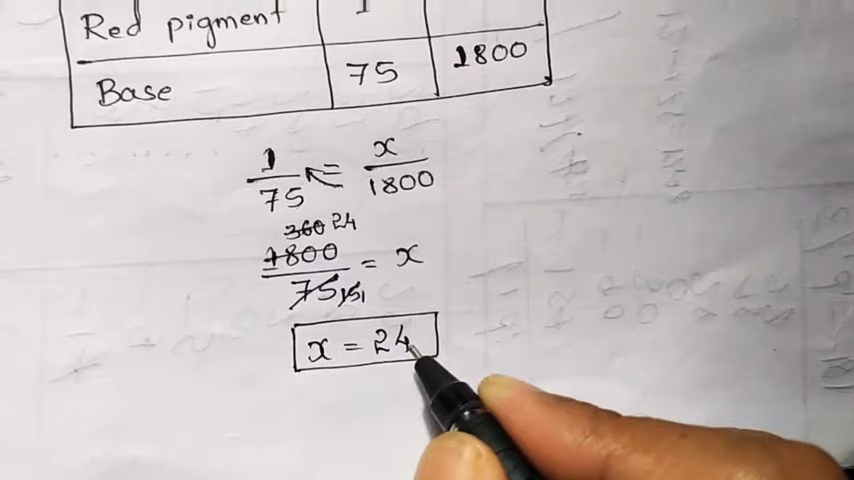 Red pigment 1
Base 75 1800
1/75 = x/1800
360 24
1800/75 = x
15 1
x = 24